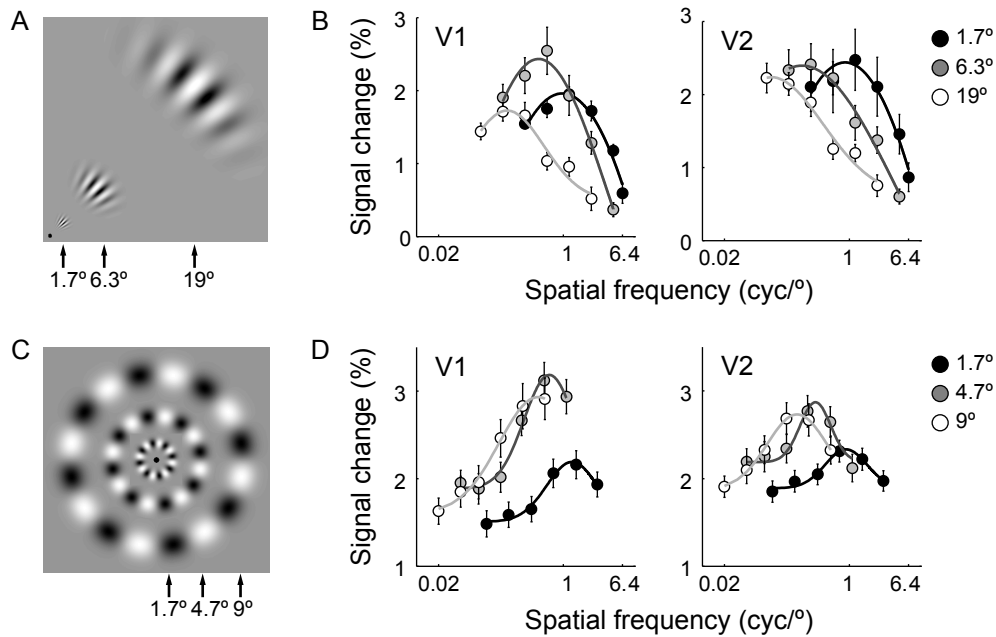 A
1.7º 6.3º 19º
B
Signal change (%)
V1
3
2
1
0
0.02 1 6.4
V2
3
2
1
0
0.02 1 6.4
Spatial frequency (cyc/º)
1.7º
6.3º
19º
C
1.7º 4.7º 9º
D
Signal change (%)
V1
3
2
1
0.02 1 6.4
V2
3
2
1
0.02 1 6.4
Spatial frequency (cyc/º)
1.7º
4.7º
9º